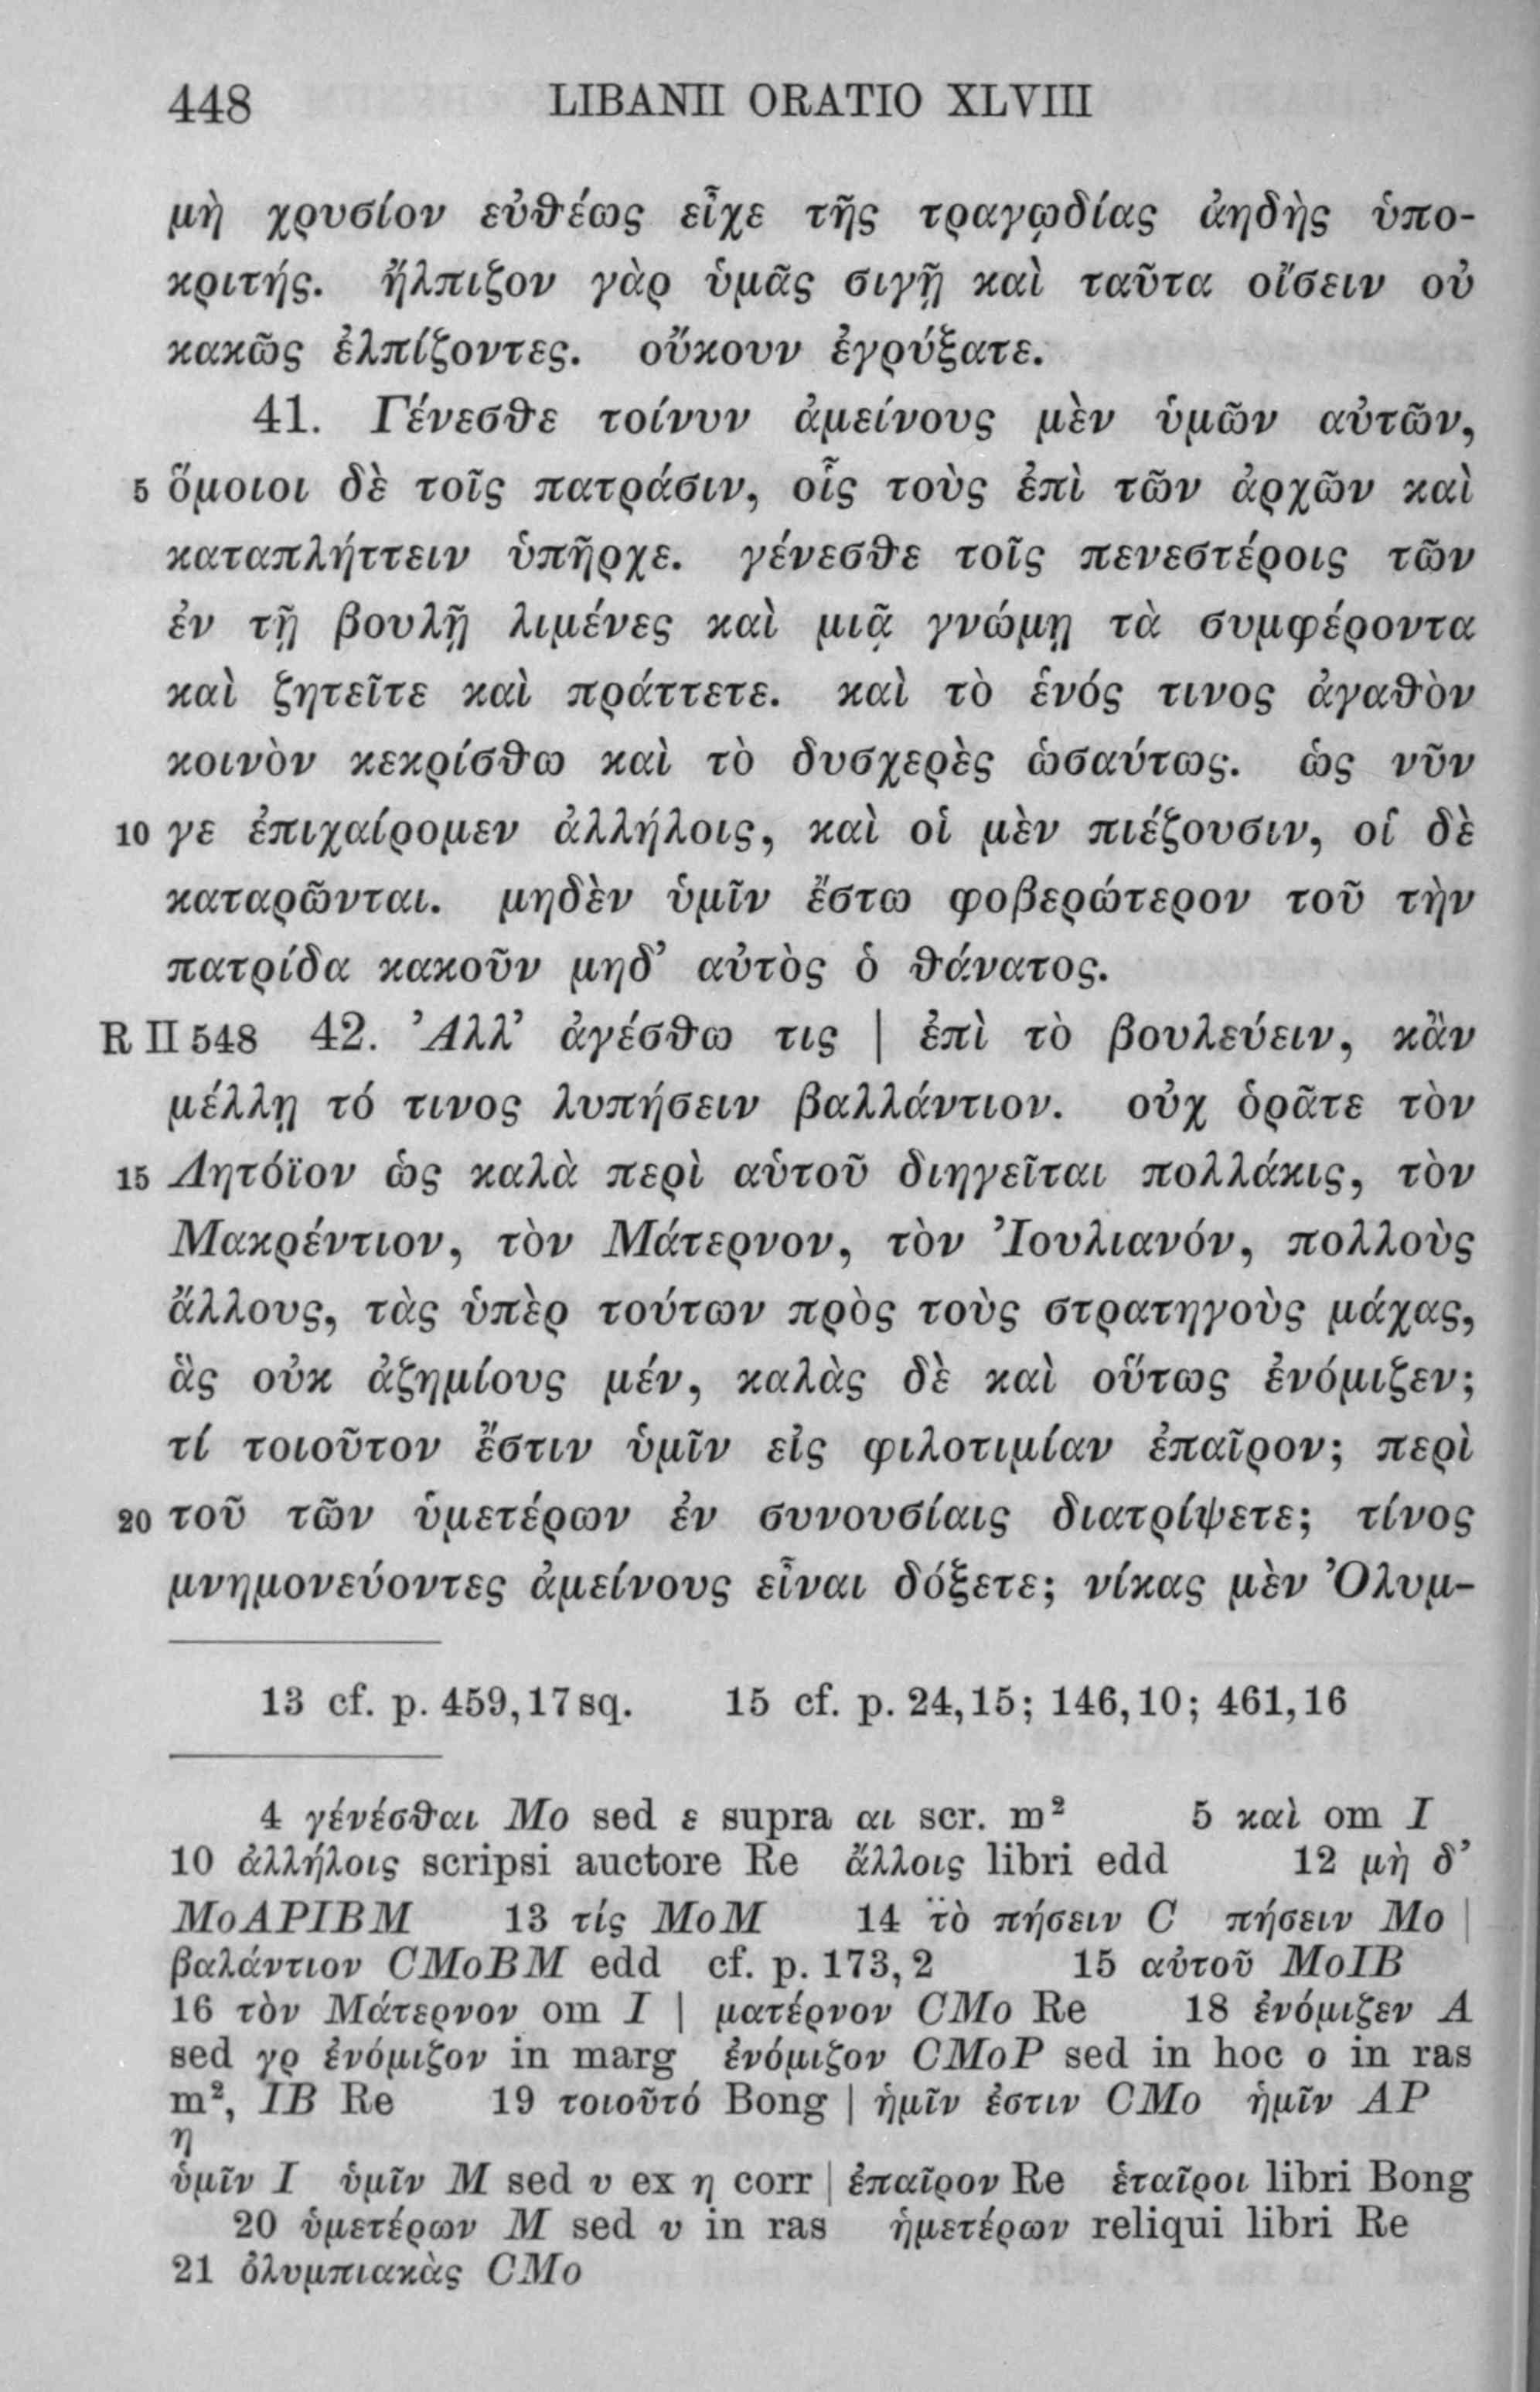 448 LIBANII ORATIO XLVIII
μὴ χρυσίον εὐθέως εἶχε τῆς τραγῳδίας ἀηδὴς ὑπο-
κριτής. ἤλπιζον γὰρ ὑμᾶς σιγῇ καὶ ταῦτα οἴσειν οὐ
κακῶς ἐλπίζοντες. οὔκουν ἐγρύξατε.
41. Γένεσθε τοίνυν ἀμείνους μὲν ὑμῶν αὐτῶν,
5 ὅμοιοι δὲ τοῖς πατράσιν, οἷς τοὺς ἐπὶ τῶν ἀρχῶν καὶ
καταπλήττειν ὑπῆρχε. γένεσθε τοῖς πενεστέροις τῶν
ἐν τῇ βουλῇ λιμένες καὶ μιᾷ γνώμῃ τὰ συμφέροντα
καὶ ζητεῖτε καὶ πράττετε. καὶ τὸ ἑνός τινος ἀγαθὸν
κοινὸν κεκρίσθω καὶ τὸ δυσχερὲς ὡσαύτως. ὡς νῦν
10 γε ἐπιχαίρομεν ἀλλήλοις, καὶ οἱ μὲν πιέζουσιν, οἱ δὲ
καταρῶνται. μηδὲν ὑμῖν ἔστω φοβερώτερον τοῦ τὴν
πατρίδα κακοῦν μηδ’ αὐτὸς ὁ θάνατος.
R II 548 42. Ἀλλ’ ἀγέσθω τις | ἐπὶ τὸ βουλεύειν, κἂν
μέλλῃ τό τινος λυπήσειν βαλλάντιον. οὐχ ὁρᾶτε τὸν
15 Λητόϊον ὡς καλὰ περὶ αὑτοῦ διηγεῖται πολλάκις, τὸν
Μακρέντιον, τὸν Μάτερνον, τὸν Ἰουλιανόν, πολλοὺς
ἄλλους, τὰς ὑπὲρ τούτων πρὸς τοὺς στρατηγοὺς μάχας,
ἃς οὐκ ἀζημίους μέν, καλὰς δὲ καὶ οὕτως ἐνόμιζεν;
τί τοιοῦτον ἔστιν ὑμῖν εἰς φιλοτιμίαν ἐπαῖρον; περὶ
20 τοῦ τῶν ὑμετέρων ἐν συνουσίαις διατρίψετε; τίνος
μνημονεύοντες ἀμείνους εἶναι δόξετε; νίκας μὲν Ὀλυμ-
13 cf. p. 459,17 sq. 15 cf. p. 24,15; 146,10; 461,16
4 γένέσθαι Mo sed ε supra αι scr. m² 5 καὶ om I
10 ἀλλήλοις scripsi auctore Re ἄλλοις libri edd 12 μὴ δ’
MoAPIBM 13 τίς MoM 14 τὸ πήσειν C πήσειν Mo |
βαλάντιον CMoBM edd cf. p. 173, 2 15 αὐτοῦ MoIB
16 τὸν Μάτερνον om I | ματέρνον CMo Re 18 ἐνόμιζεν A
sed γρ ἐνόμιζον in marg ἐνόμιζον CMoP sed in hoc ο in ras
m², IB Re 19 τοιοῦτό Bong | ἡμῖν ἐστιν CMo ἡμῖν AP
η
ὑμῖν I ὑμῖν M sed υ ex η corr | ἐπαῖρον Re ἑταῖροι libri Bong
20 ὑμετέρων M sed υ in ras ἡμετέρων reliqui libri Re
21 ὀλυμπιακὰς CMo